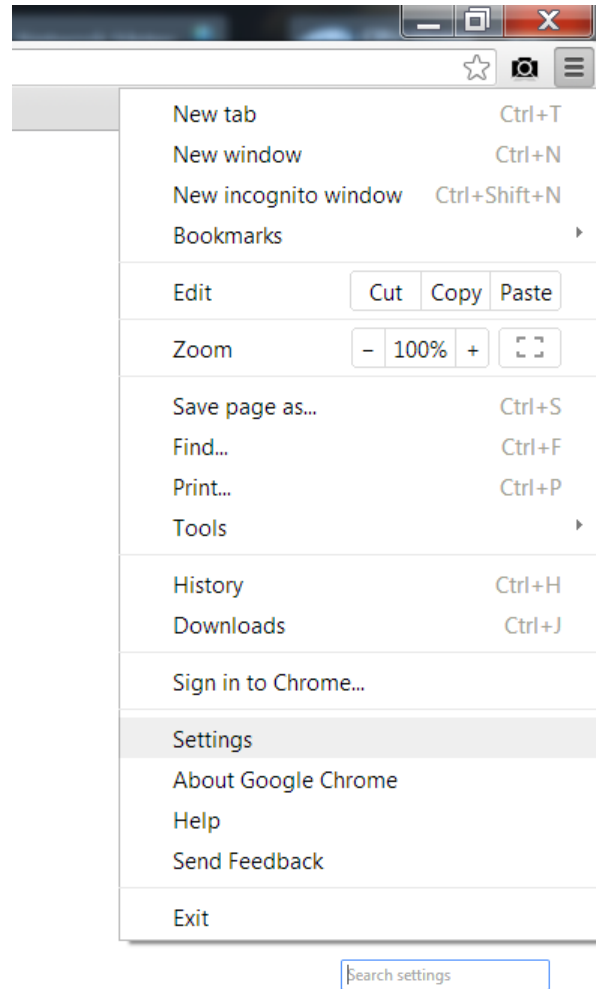 New tab Ctrl+T
New window Ctrl+N
New incognito window Ctrl+Shift+N
Bookmarks
Edit Cut Copy Paste
Zoom − 100% +
Save page as... Ctrl+S
Find... Ctrl+F
Print... Ctrl+P
Tools
History Ctrl+H
Downloads Ctrl+J
Sign in to Chrome...
Settings
About Google Chrome
Help
Send Feedback
Exit
Search settings